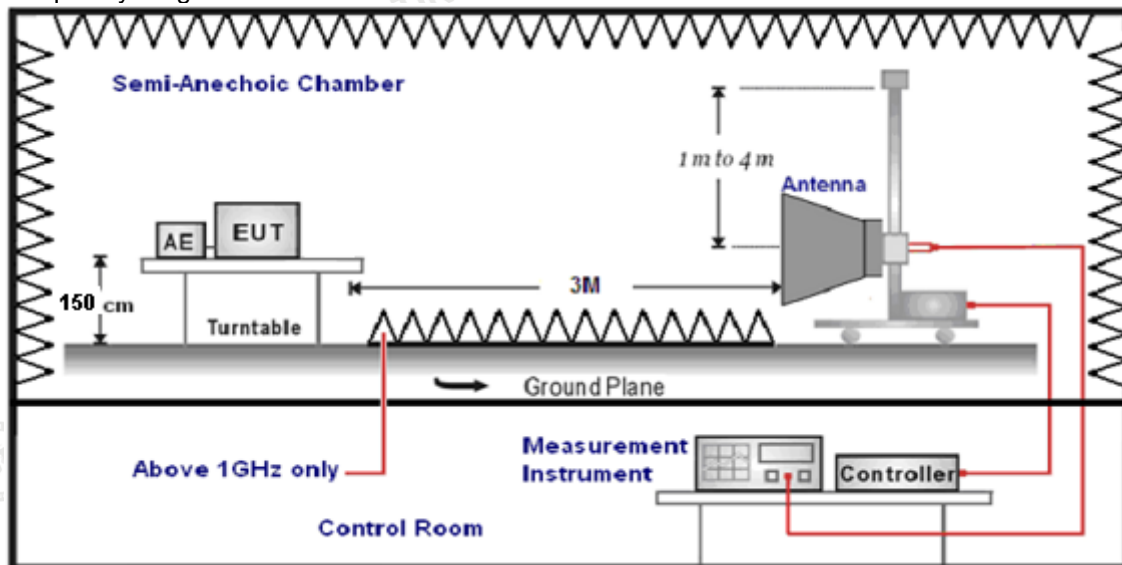 Semi-Anechoic Chamber
1 m to 4 m
Antenna
AE
EUT
150 cm
3M
Turntable
Ground Plane
Above 1GHz only
Measurement
Instrument
Controller
Control Room